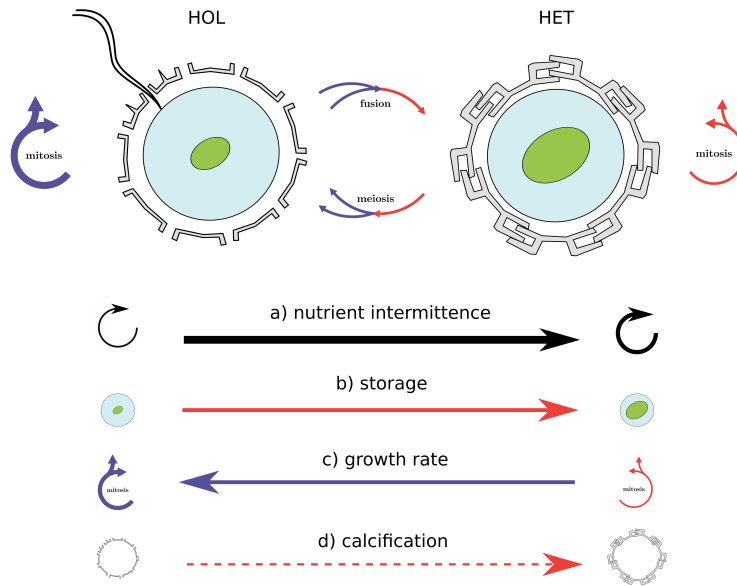 HOL
HET
fusion
mitosis
mitosis
meiosis
a) nutrient intermittence
b) storage
c) growth rate
mitosis
mitosis
d) calcification